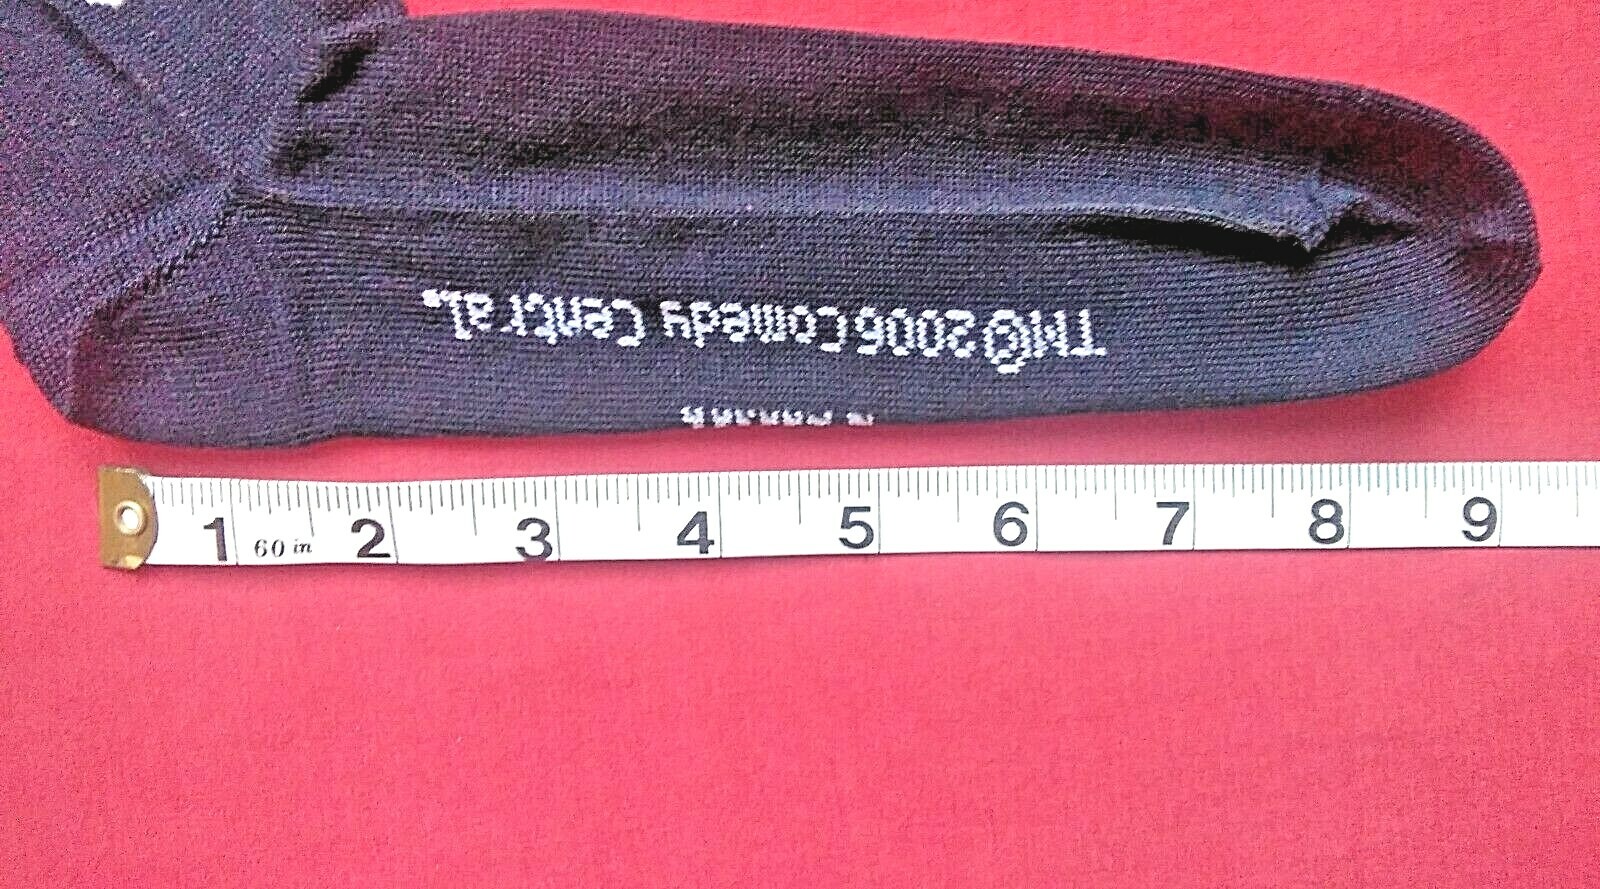 TM©2006 Comedy Central.
1 2 3 4 5 6 7 8 9
60 in